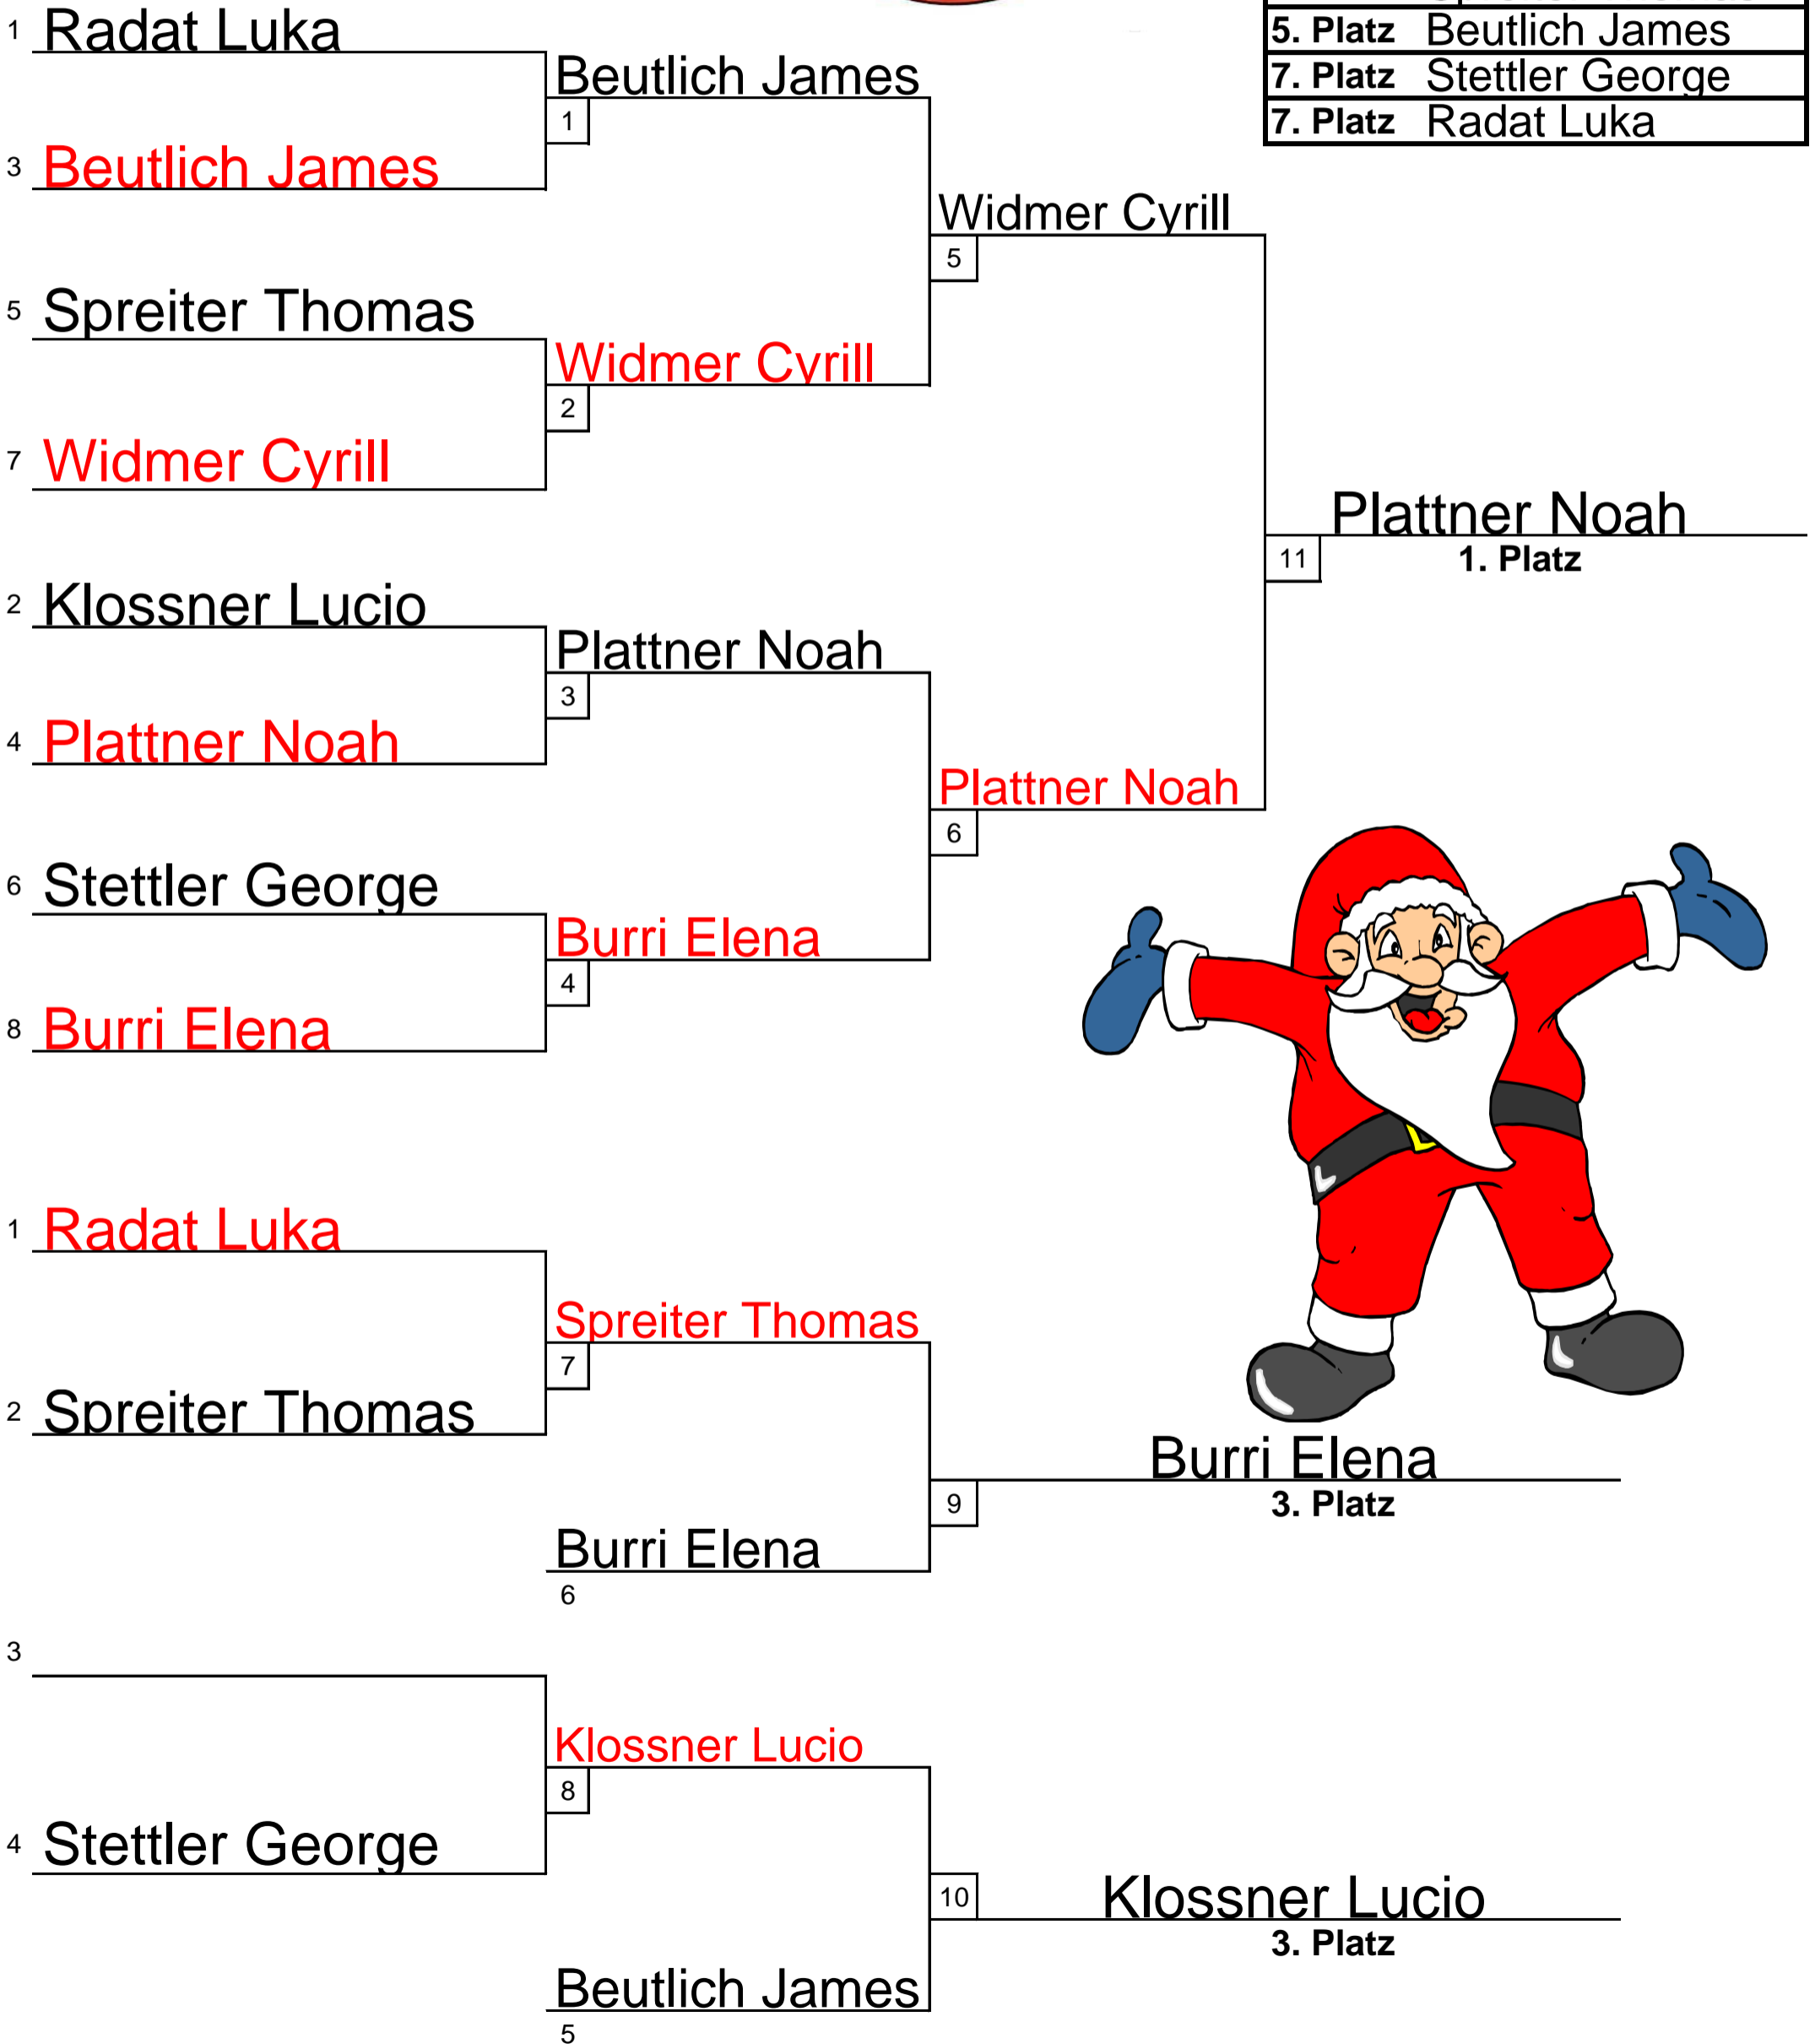 1 Radat Luka
5. Platz Beutlich James
Beutlich James
7. Platz Stettler George
1
7. Platz Radat Luka
3 Beutlich James
Widmer Cyrill
5
5 Spreiter Thomas
Widmer Cyrill
2
7 Widmer Cyrill
Plattner Noah
11 1. Platz
2 Klossner Lucio
Plattner Noah
3
4 Plattner Noah
Plattner Noah
6
6 Stettler George
Burri Elena
4
8 Burri Elena
1 Radat Luka
Spreiter Thomas
7
2 Spreiter Thomas
Burri Elena
9 3. Platz
Burri Elena
6
3
Klossner Lucio
8
4 Stettler George
10 Klossner Lucio
3. Platz
Beutlich James
5